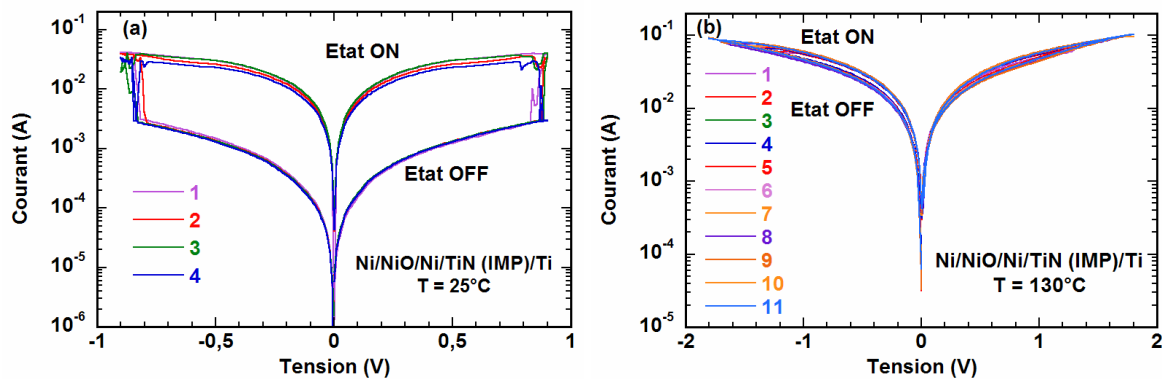 (a)
Courant (A)
10⁻¹
10⁻²
10⁻³
10⁻⁴
10⁻⁵
10⁻⁶
Etat ON
Etat OFF
1
2
3
4
Ni/NiO/Ni/TiN (IMP)/Ti
T = 25°C
-1
-0,5
0
0,5
1
Tension (V)
(b)
Courant (A)
10⁻¹
10⁻²
10⁻³
10⁻⁴
10⁻⁵
Etat ON
Etat OFF
1
2
3
4
5
6
7
8
9
10
11
Ni/NiO/Ni/TiN (IMP)/Ti
T = 130°C
-2
-1
0
1
2
Tension (V)